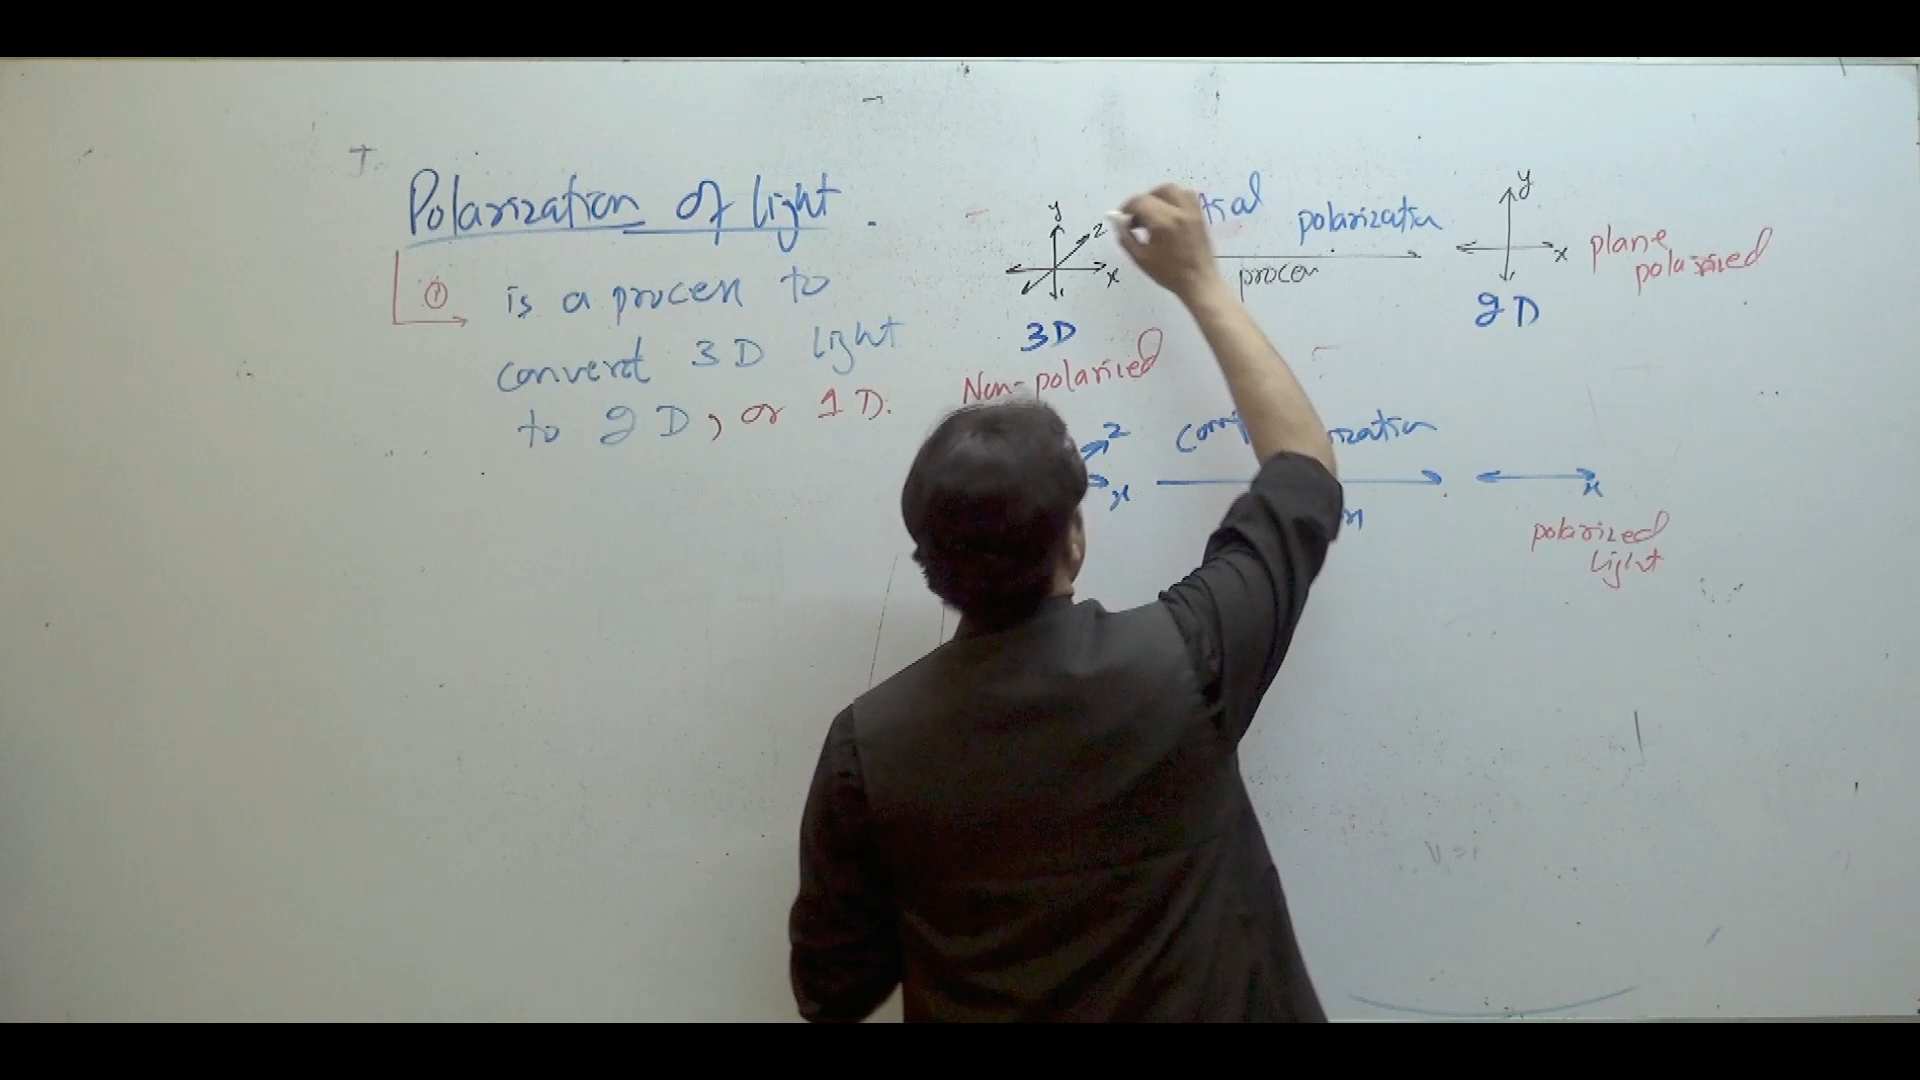 Polarization of light.
① is a process to
convert 3D light
to 2D, or 1D.
y
z
x
3D
Non-polarized
polarization
process
y
x
2D
plane
polarized
z
x
x
polarized
light